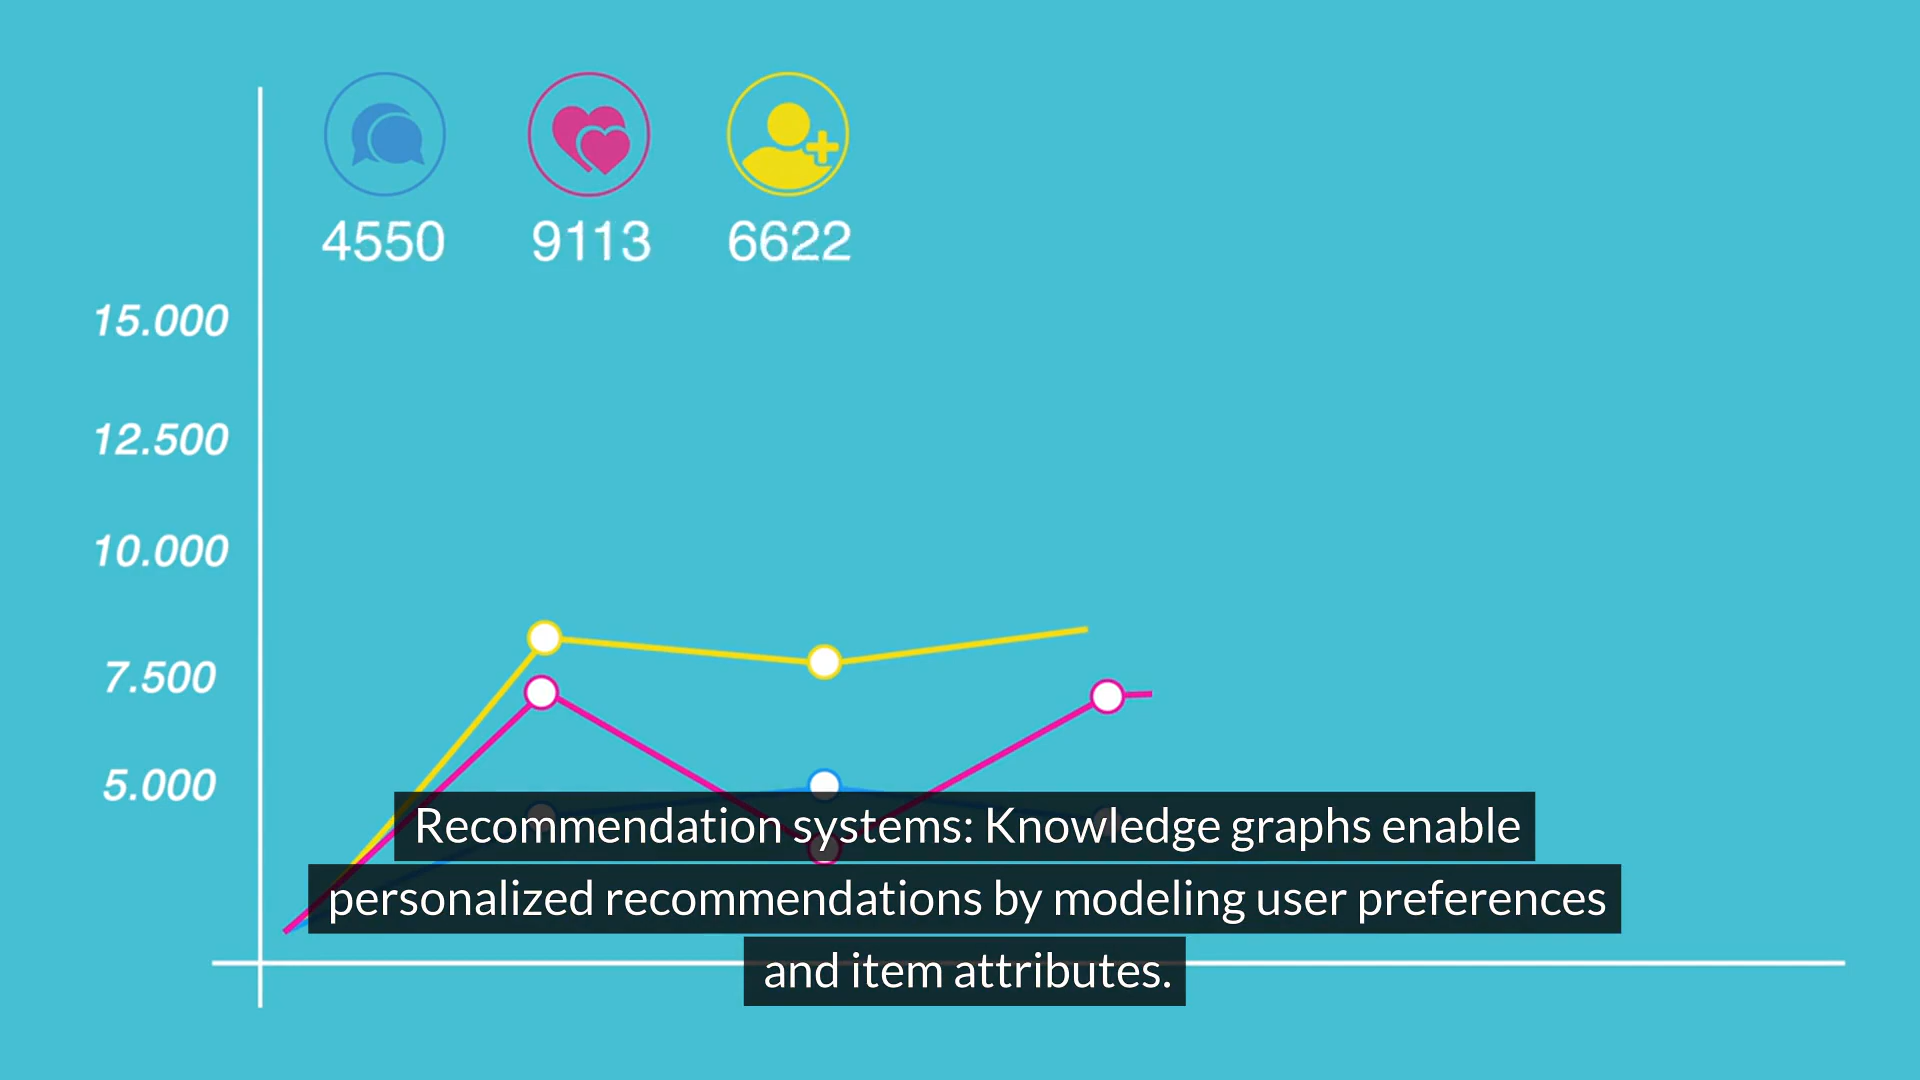 4550 9113 6622
15.000
12.500
10.000
7.500
5.000
Recommendation systems: Knowledge graphs enable
personalized recommendations by modeling user preferences
and item attributes.